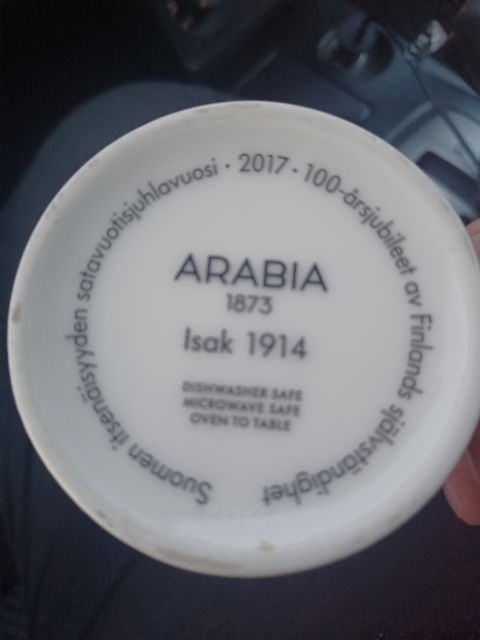 Suomen itsenäisyyden satavuotisjuhlavuosi · 2017 · 100-årsjubileet av Finlands självständighet
ARABIA
1873
Isak 1914
DISHWASHER SAFE
MICROWAVE SAFE
OVEN TO TABLE